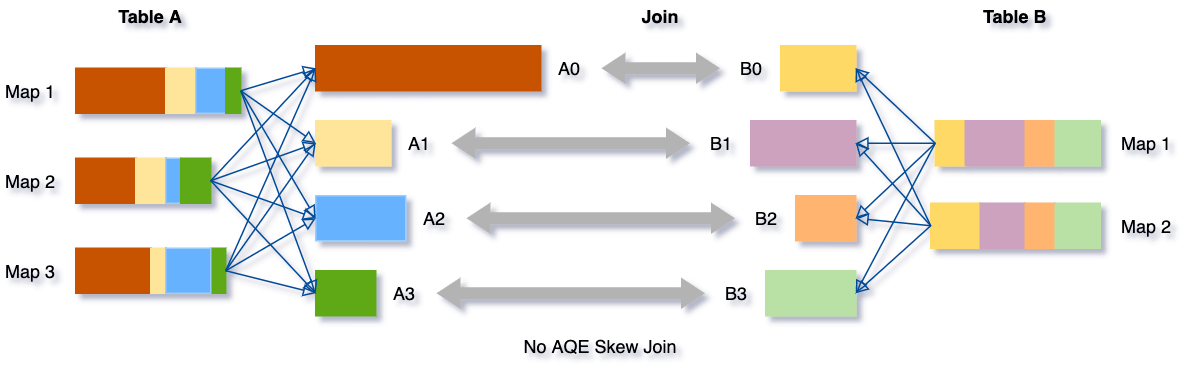 Table A
Join
Table B
Map 1
A0
B0
A1
B1
Map 1
Map 2
A2
B2
Map 2
Map 3
A3
B3
No AQE Skew Join